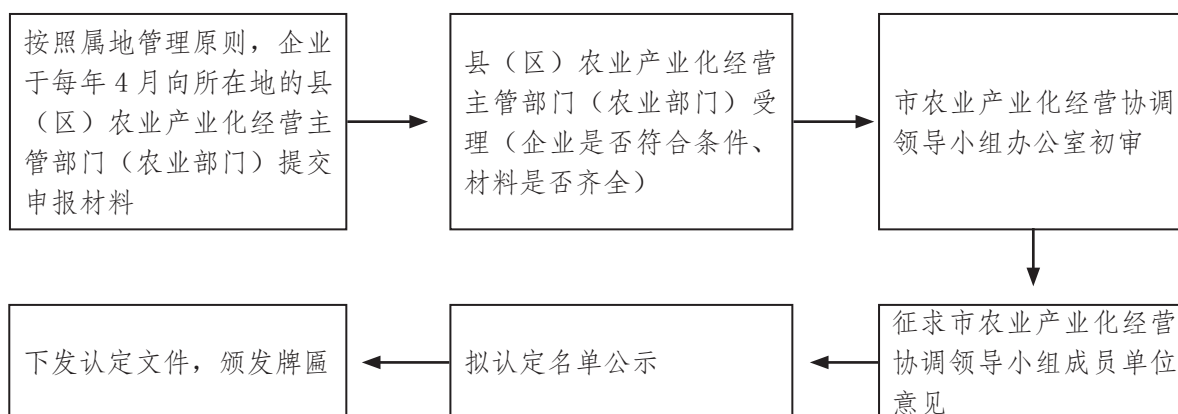 按照属地管理原则，企业
于每年4月向所在地的县
（区）农业产业化经营主
管部门（农业部门）提交
申报材料
县（区）农业产业化经营
主管部门（农业部门）受
理（企业是否符合条件、
材料是否齐全）
市农业产业化经营协调
领导小组办公室初审
征求市农业产业化经营
协调领导小组成员单位
意见
拟认定名单公示
下发认定文件，颁发牌匾